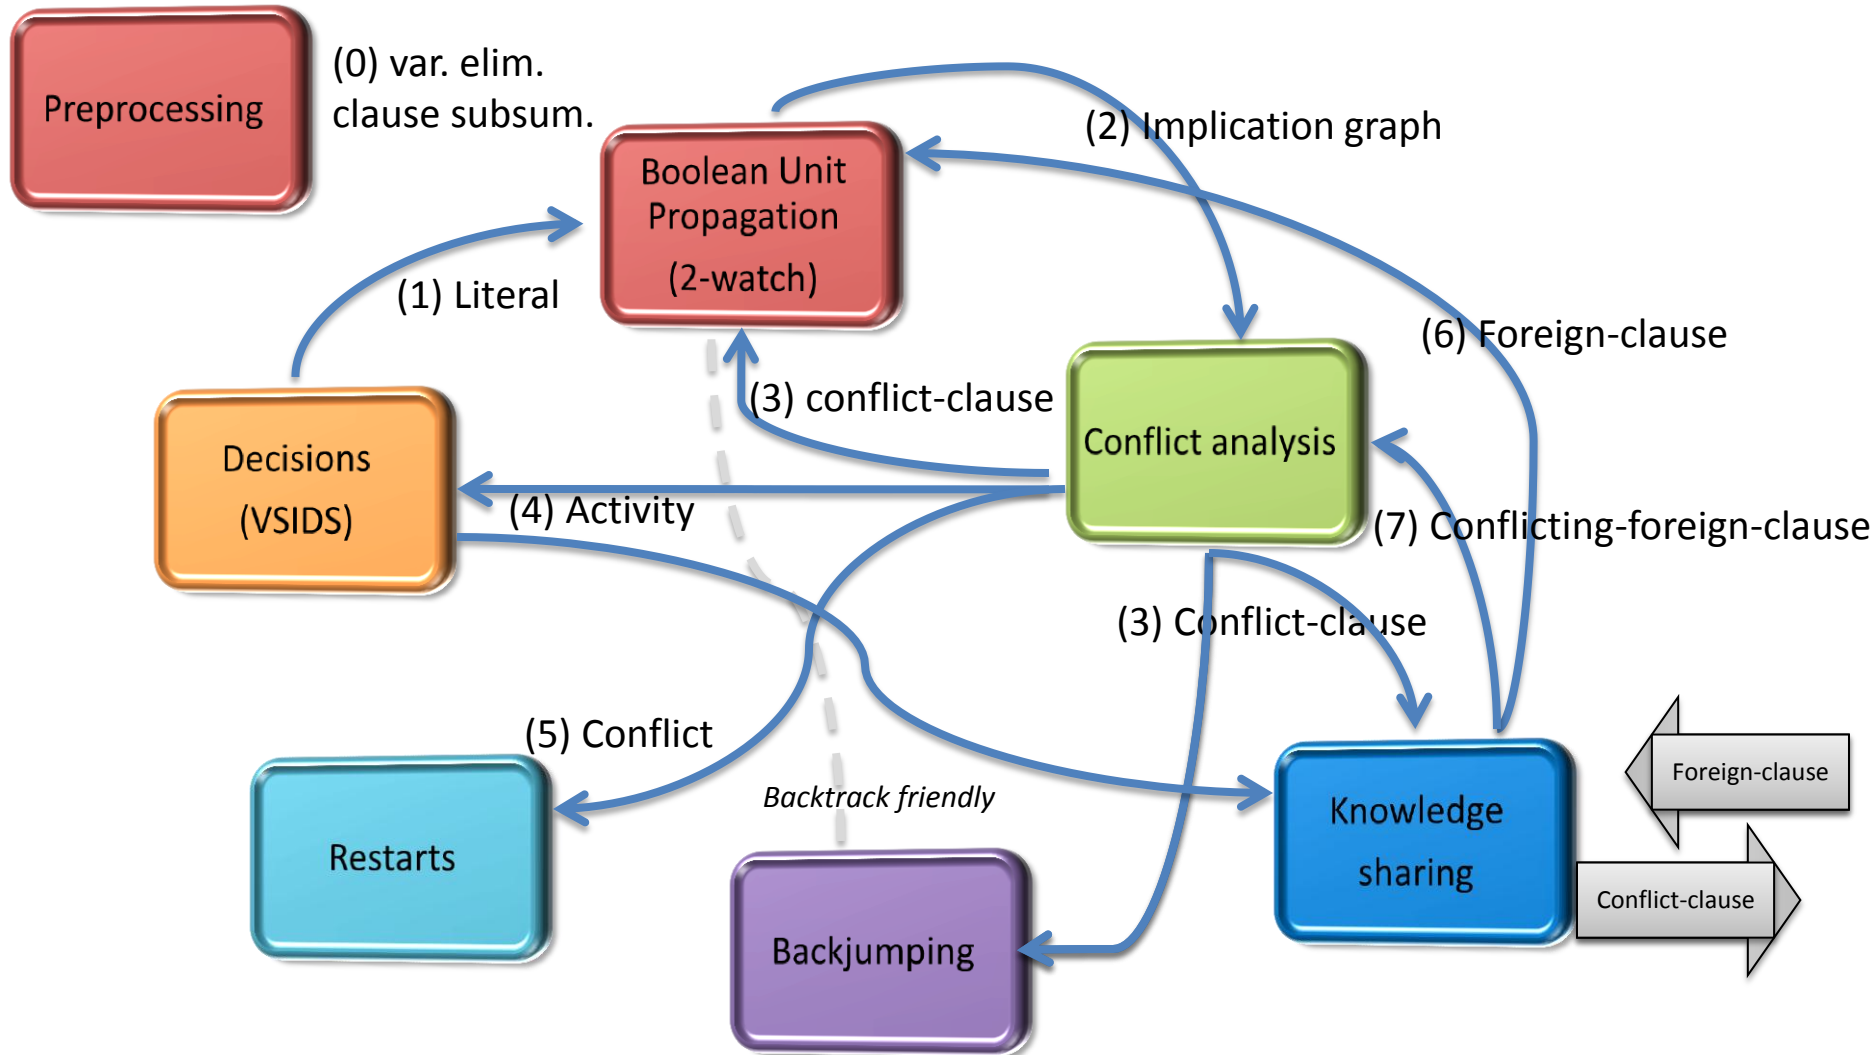 Preprocessing
(0) var. elim.
clause subsum.
Boolean Unit
Propagation
(2-watch)
(2) Implication graph
(1) Literal
(6) Foreign-clause
(3) conflict-clause
Conflict analysis
Decisions
(VSIDS)
(4) Activity
(7) Conflicting-foreign-clause
(3) Conflict-clause
(5) Conflict
Backtrack friendly
Foreign-clause
Knowledge
sharing
Restarts
Conflict-clause
Backjumping